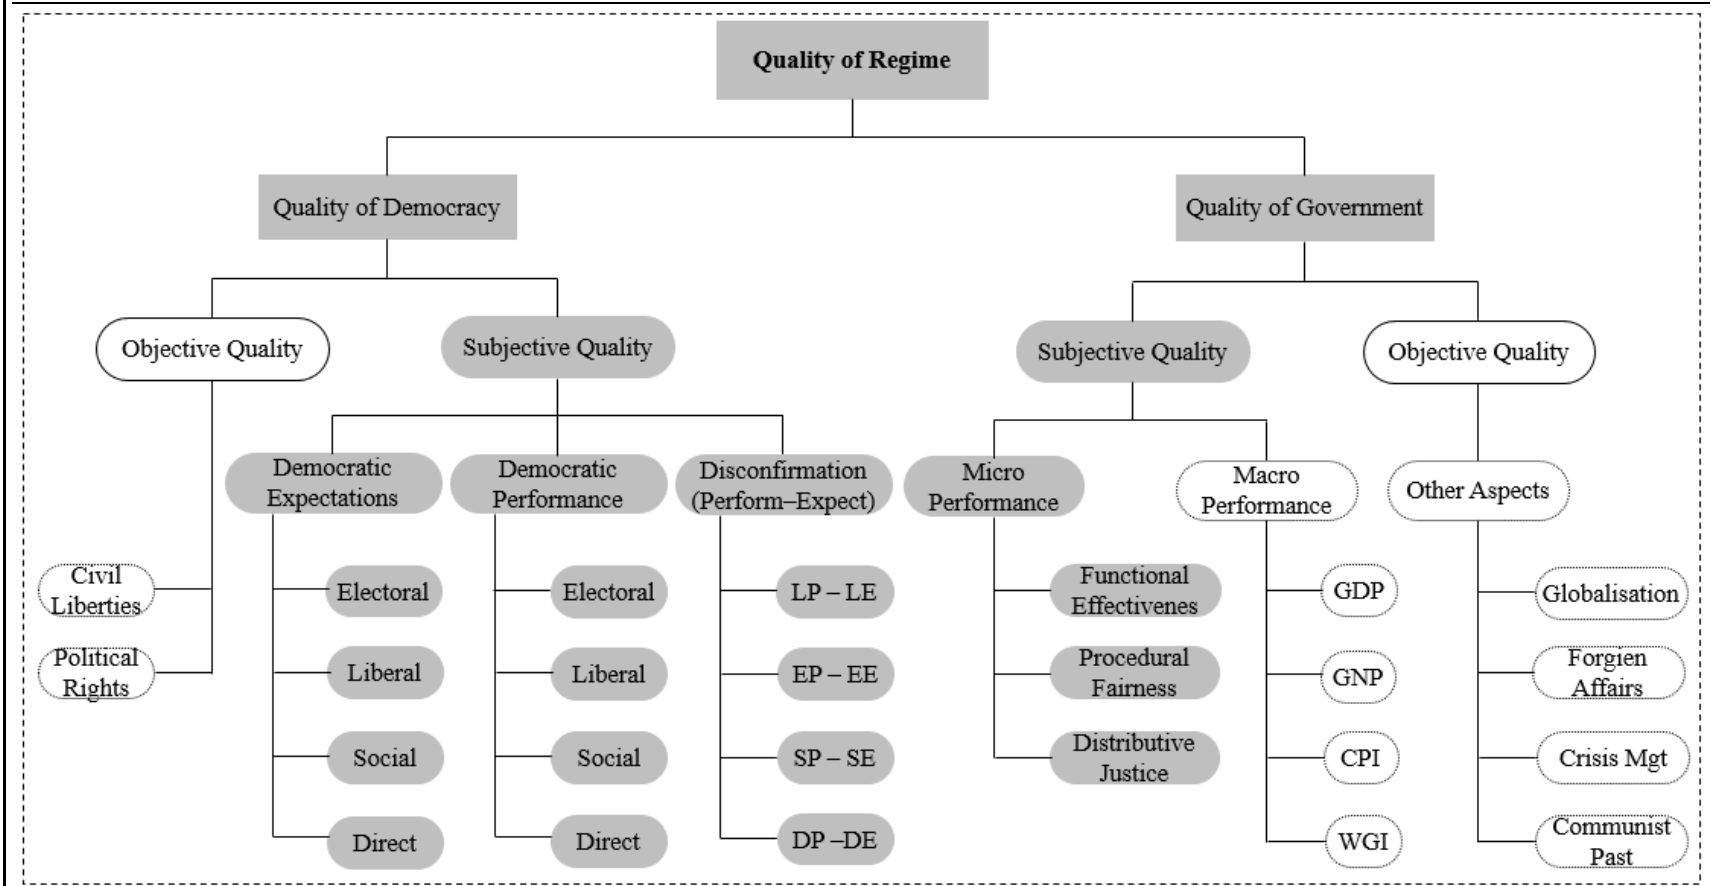 Quality of Regime
Quality of Democracy
Quality of Government
Objective Quality
Subjective Quality
Subjective Quality
Objective Quality
Democratic
Expectations
Democratic
Performance
Disconfirmation
(Perform–Expect)
Micro
Performance
Macro
Performance
Other Aspects
Civil
Liberties
Political
Rights
Electoral
Liberal
Social
Direct
Electoral
Liberal
Social
Direct
LP – LE
EP – EE
SP – SE
DP –DE
Functional
Effectivenes
Procedural
Fairness
Distributive
Justice
GDP
GNP
CPI
WGI
Globalisation
Forgien
Affairs
Crisis Mgt
Communist
Past